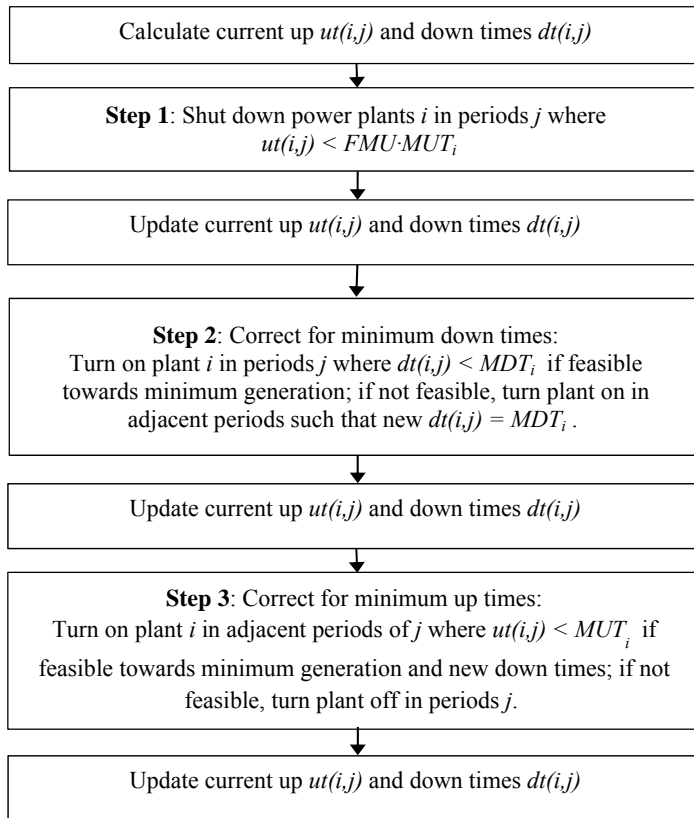 Calculate current up ut(i,j) and down times dt(i,j)
Step 1: Shut down power plants i in periods j where
ut(i,j) < FMU·MUTi
Update current up ut(i,j) and down times dt(i,j)
Step 2: Correct for minimum down times:
Turn on plant i in periods j where dt(i,j) < MDTi if feasible
towards minimum generation; if not feasible, turn plant on in
adjacent periods such that new dt(i,j) = MDTi .
Update current up ut(i,j) and down times dt(i,j)
Step 3: Correct for minimum up times:
Turn on plant i in adjacent periods of j where ut(i,j) < MUTi if
feasible towards minimum generation and new down times; if not
feasible, turn plant off in periods j.
Update current up ut(i,j) and down times dt(i,j)